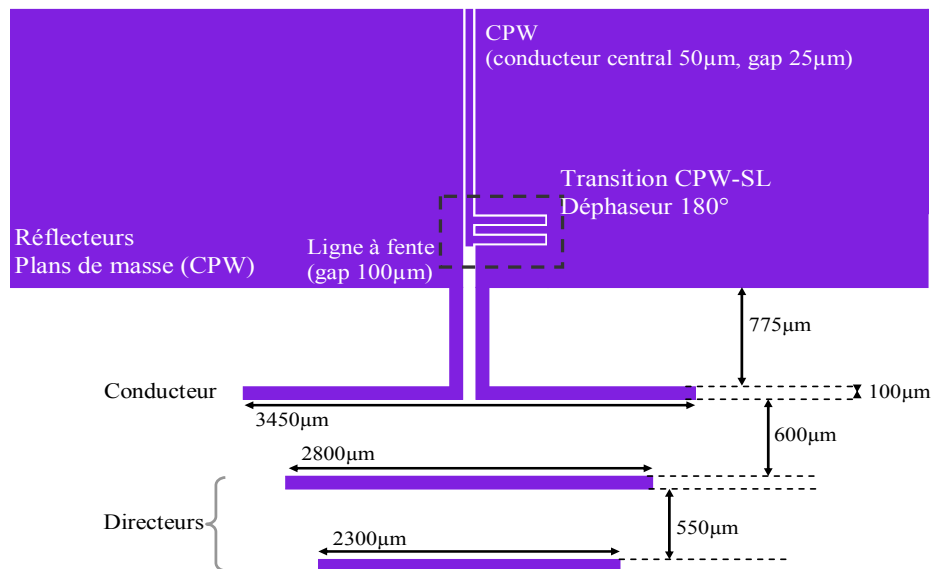 CPW
(conducteur central 50µm, gap 25µm)
Transition CPW-SL
Déphaseur 180°
Réflecteurs
Plans de masse (CPW)
Ligne à fente
(gap 100µm)
775µm
Conducteur
100µm
3450µm
600µm
2800µm
Directeurs
550µm
2300µm